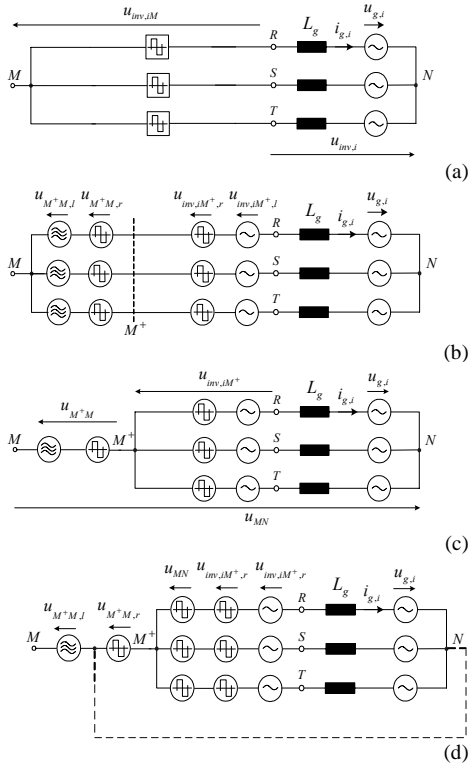 u_{inv,iM} L_g i_{g,i} u_{g,i}
R
M S N
T
u_{inv,i}
(a)
u_{M^+M,l} u_{M^+M,r} u_{inv,iM^+,r} u_{inv,iM^+,l} L_g i_{g,i} u_{g,i}
R
M S N
T
M^+
(b)
u_{inv,iM^+} L_g i_{g,i} u_{g,i}
u_{M^+M} R
M M^+ S N
T
u_{MN}
(c)
u_{MN} u_{inv,iM^+,r} u_{inv,iM^+,r} L_g i_{g,i} u_{g,i}
u_{M^+M,l} u_{M^+M,r} R
M M^+ S N
T
(d)